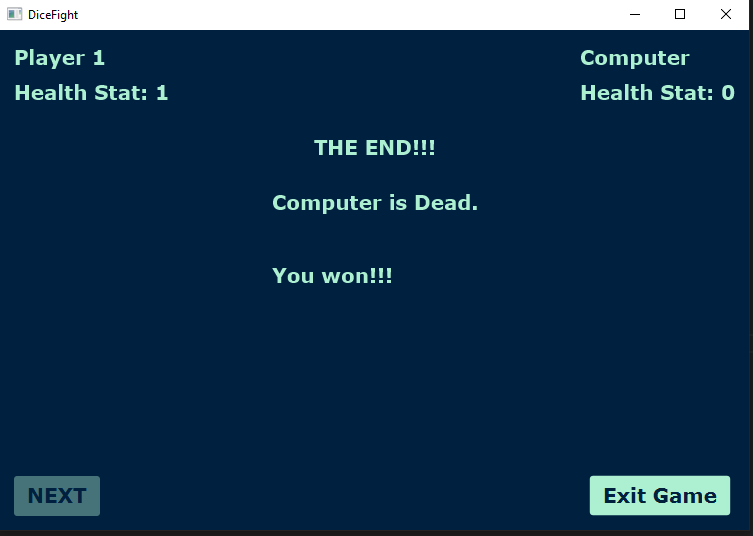 DiceFight
Player 1
Computer
Health Stat: 1
Health Stat: 0
THE END!!!
Computer is Dead.
You won!!!
NEXT
Exit Game